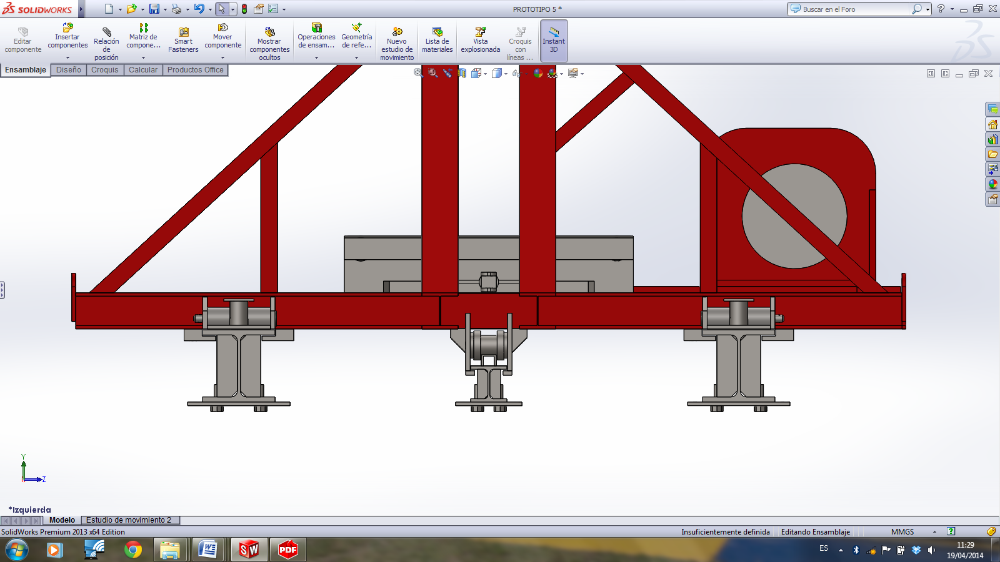 SOLIDWORKS
PROTOTIPO 5 *
Buscar en el Foro
Editar
componente
Insertar
componentes
Relación
de
posición
Matriz de
compone...
Smart
Fasteners
Mover
componente
Mostrar
componentes
ocultos
Operaciones
de ensam...
Geometría
de refe...
Nuevo
estudio de
movimiento
Lista de
materiales
Vista
explosionada
Croquis
con
líneas ...
Instant
3D
Ensamblaje
Diseño
Croquis
Calcular
Productos Office
Y
Z
*Izquierda
Modelo
Estudio de movimiento 2
SolidWorks Premium 2013 x64 Edition
Insuficientemente definida
Editando Ensamblaje
MMGS
SW
PDF
ES
11:29
19/04/2014